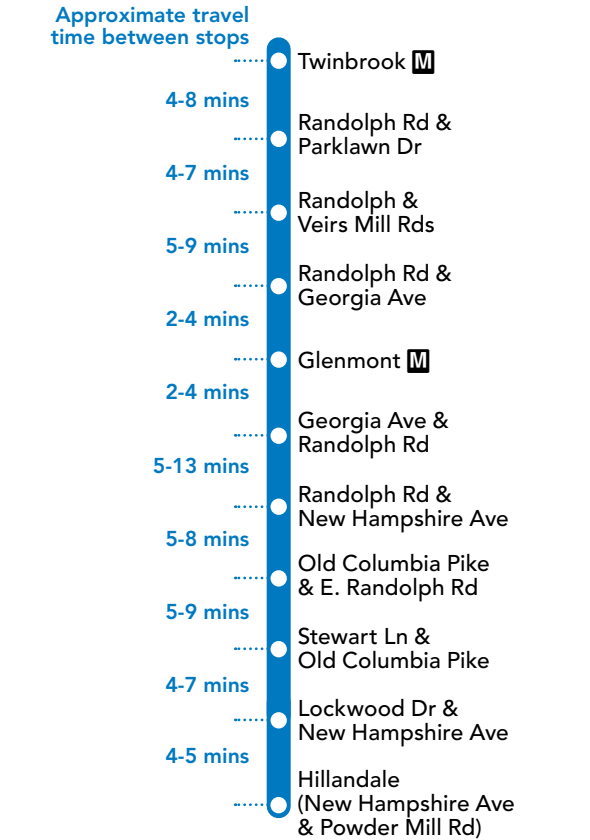 Approximate travel
time between stops
Twinbrook M
4-8 mins
Randolph Rd &
Parklawn Dr
4-7 mins
Randolph &
Veirs Mill Rds
5-9 mins
Randolph Rd &
Georgia Ave
2-4 mins
Glenmont M
2-4 mins
Georgia Ave &
Randolph Rd
5-13 mins
Randolph Rd &
New Hampshire Ave
5-8 mins
Old Columbia Pike
& E. Randolph Rd
5-9 mins
Stewart Ln &
Old Columbia Pike
4-7 mins
Lockwood Dr &
New Hampshire Ave
4-5 mins
Hillandale
(New Hampshire Ave
& Powder Mill Rd)